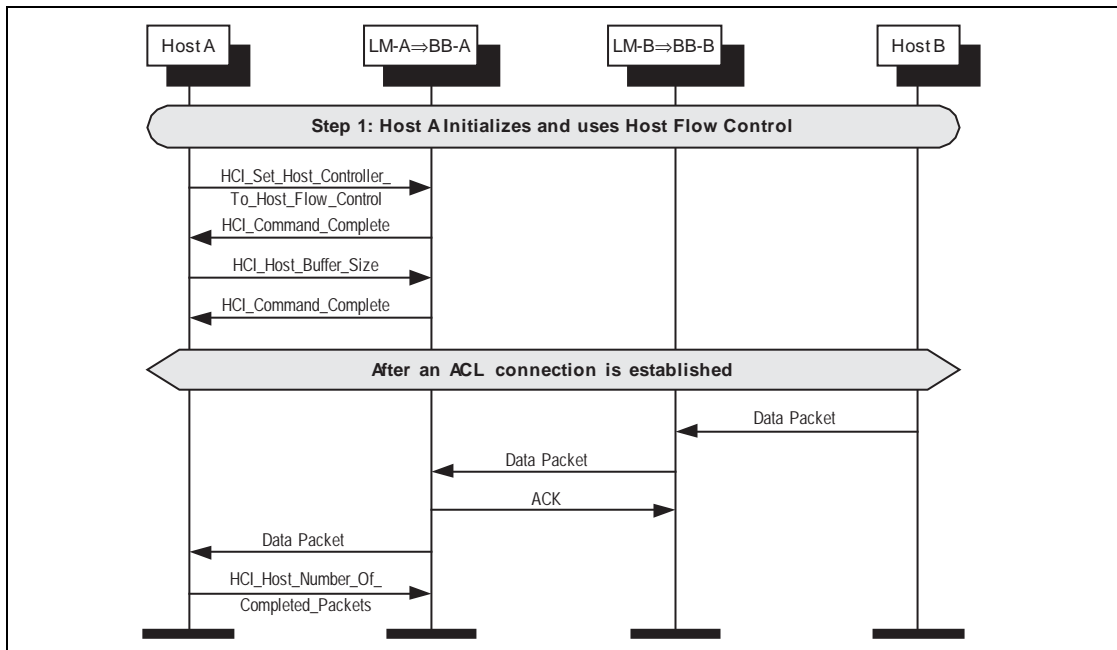 Host A
LM-A⇒BB-A
LM-B⇒BB-B
Host B
Step 1: Host A Initializes and uses Host Flow Control
HCI_Set_Host_Controller_
To_Host_Flow_Control
HCI_Command_Complete
HCI_Host_Buffer_Size
HCI_Command_Complete
After an ACL connection is established
Data Packet
Data Packet
ACK
Data Packet
HCI_Host_Number_Of_
Completed_Packets